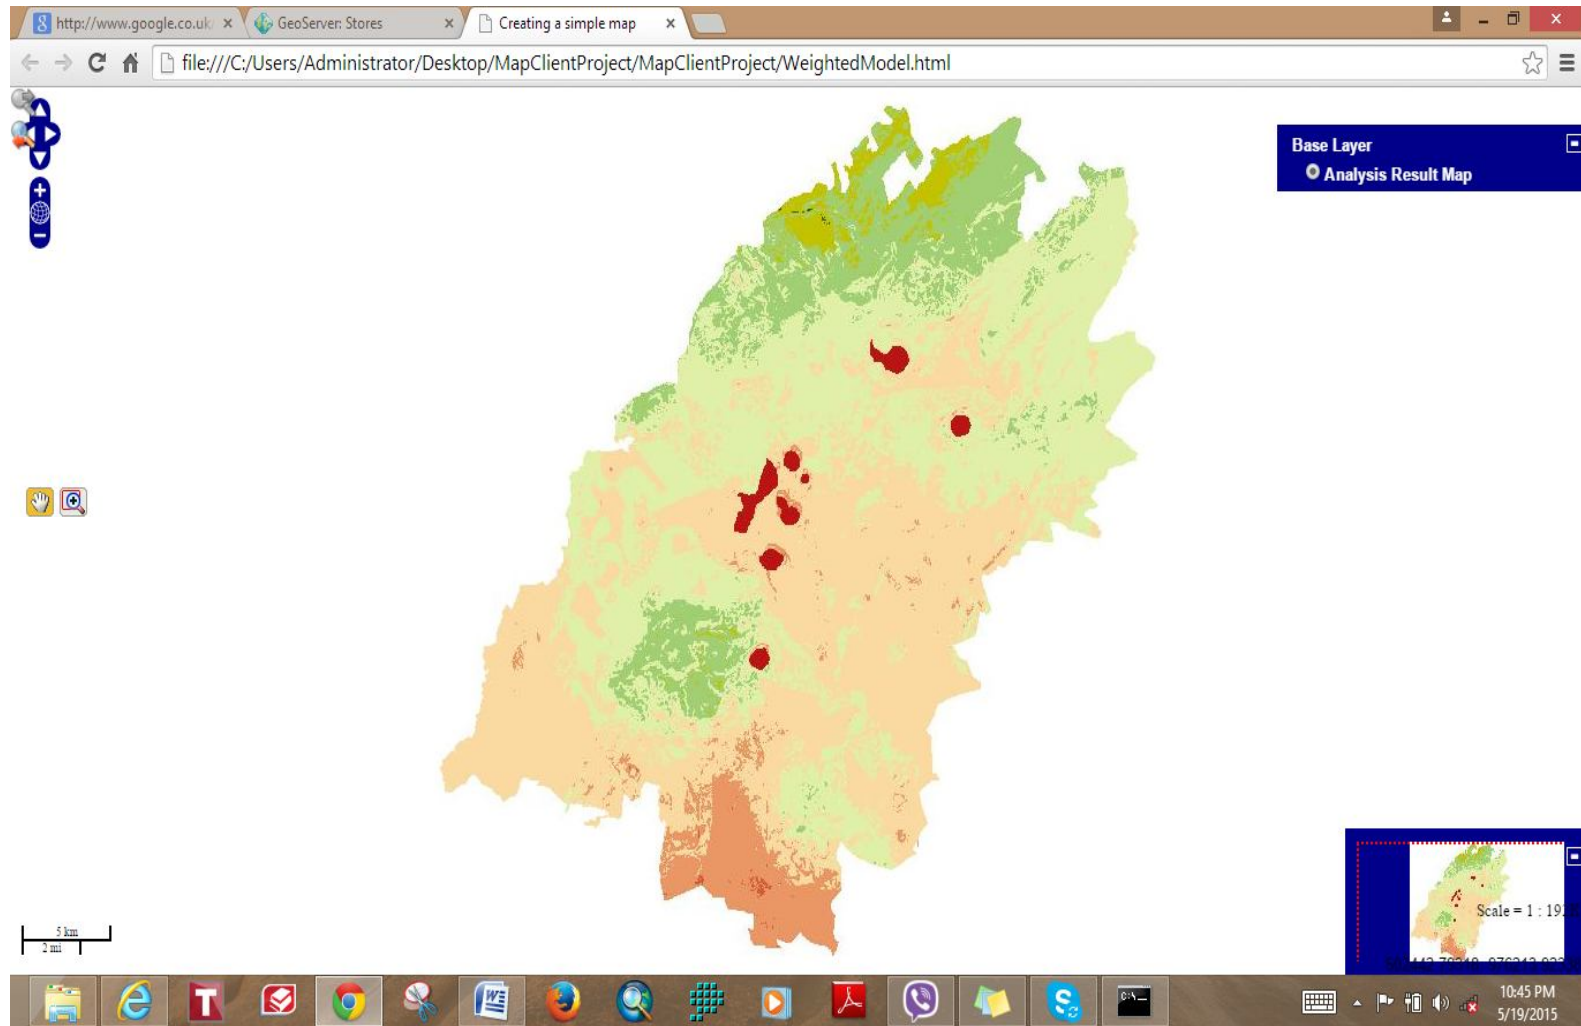 http://www.google.co.uk/
GeoServer: Stores
Creating a simple map
file:///C:/Users/Administrator/Desktop/MapClientProject/MapClientProject/WeightedModel.html
Base Layer
Analysis Result Map
Scale = 1 :
5 km
2 mi
10:45 PM
5/19/2015